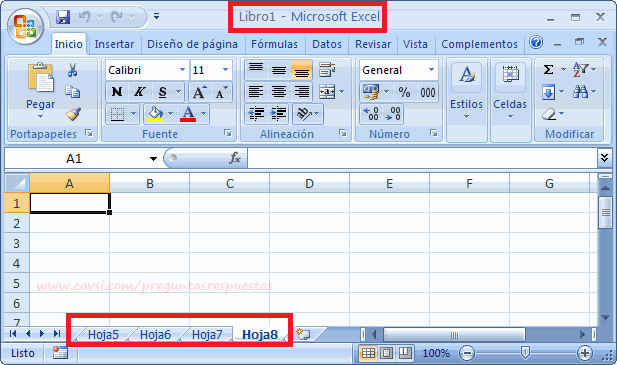 Libro1 - Microsoft Excel
Inicio Insertar Diseño de página Fórmulas Datos Revisar Vista Complementos
Calibri 11 General
Pegar N K S A A % 000 Estilos Celdas Σ
A
Portapapeles Fuente Alineación Número Modificar
A1 fx
A B C D E F G
1
2
3
4
5
www.cavsi.com/preguntasrespuestas
6
7
Hoja5 Hoja6 Hoja7 Hoja8
Listo 100%